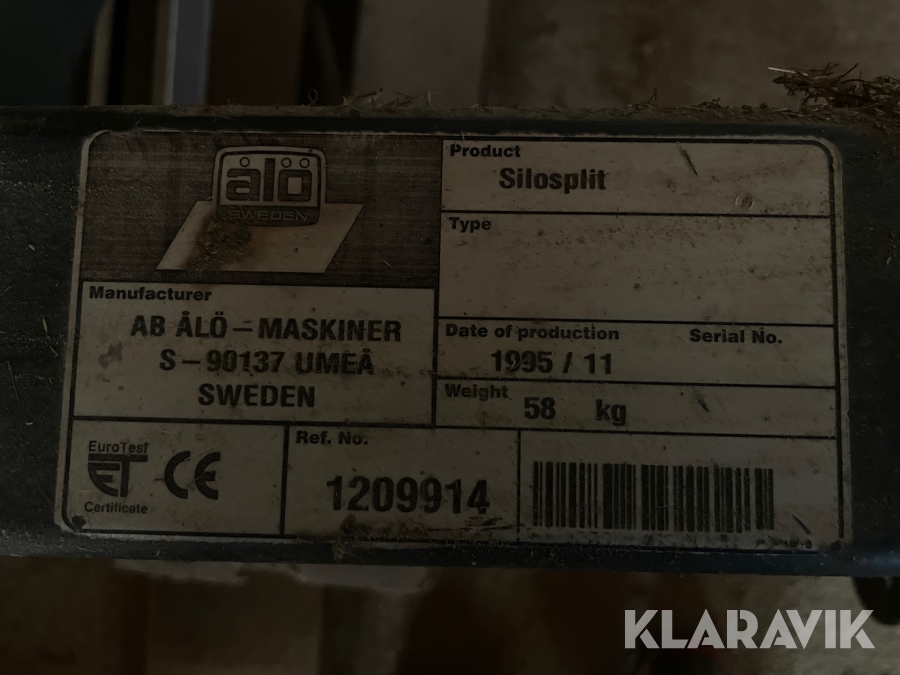 ålö
SWEDEN
Product
Silosplit
Type
Manufacturer
AB ÅLÖ - MASKINER
S - 90137 UMEÅ
SWEDEN
Date of production
Serial No.
1995 / 11
Weight
58 kg
EuroTest
ET CE
Certificate
Ref. No.
1209914
KLARAVIK